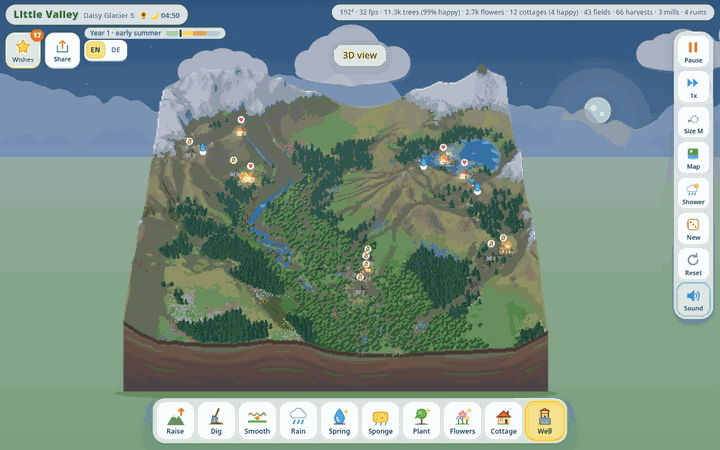 Little Valley Daisy Glacier 5 04:50
192² · 32 fps · 11.3k trees (99% happy) · 2.7k flowers · 12 cottages (4 happy) · 43 fields · 66 harvests · 3 mills · 4 ruins
Year 1 · early summer
17
Wishes
Share
EN DE
3D view
Pause
1x
Size M
Map
Shower
New
Reset
Sound
Raise Dig Smooth Rain Spring Sponge Plant Flowers Cottage Well